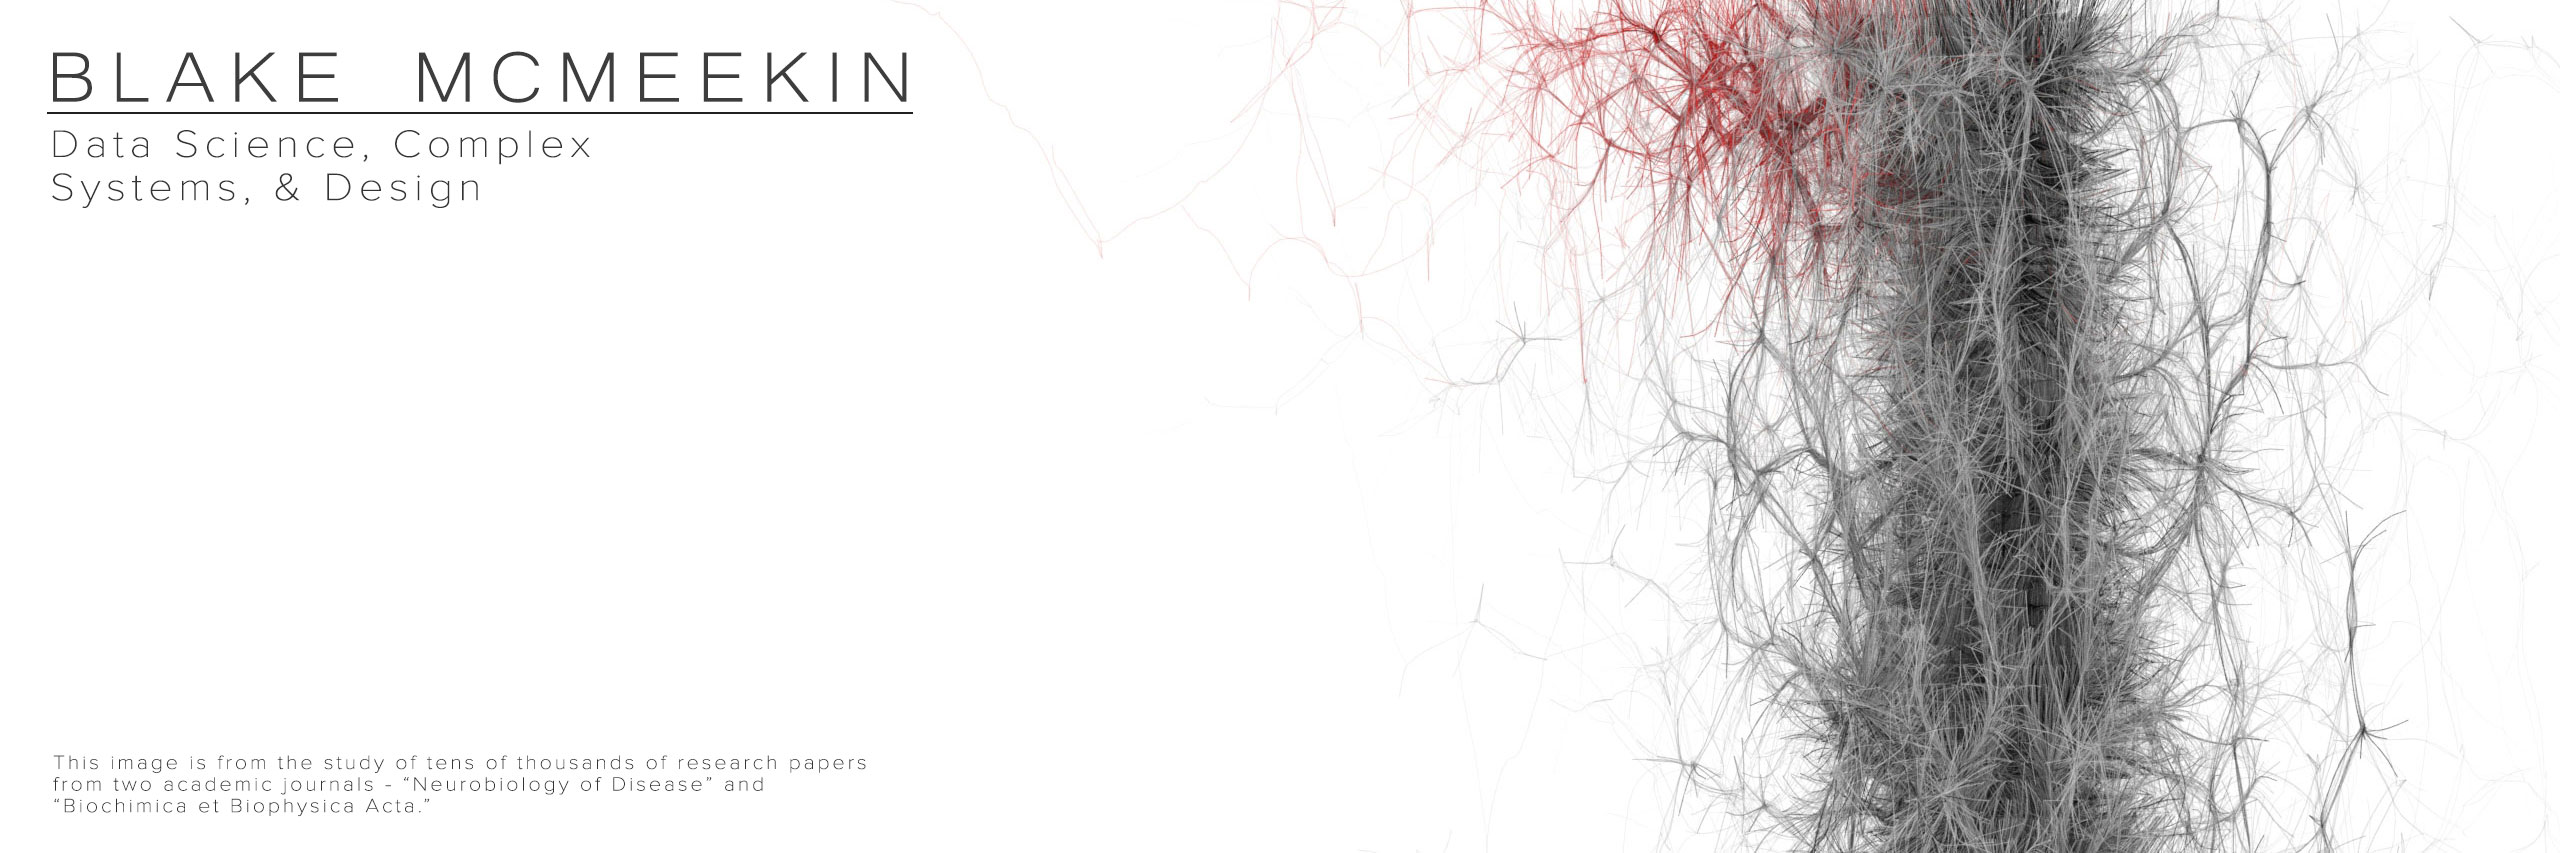 BLAKE MCMEEKIN
Data Science, Complex
Systems, & Design
This image is from the study of tens of thousands of research papers
from two academic journals - “Neurobiology of Disease” and
“Biochimica et Biophysica Acta.”